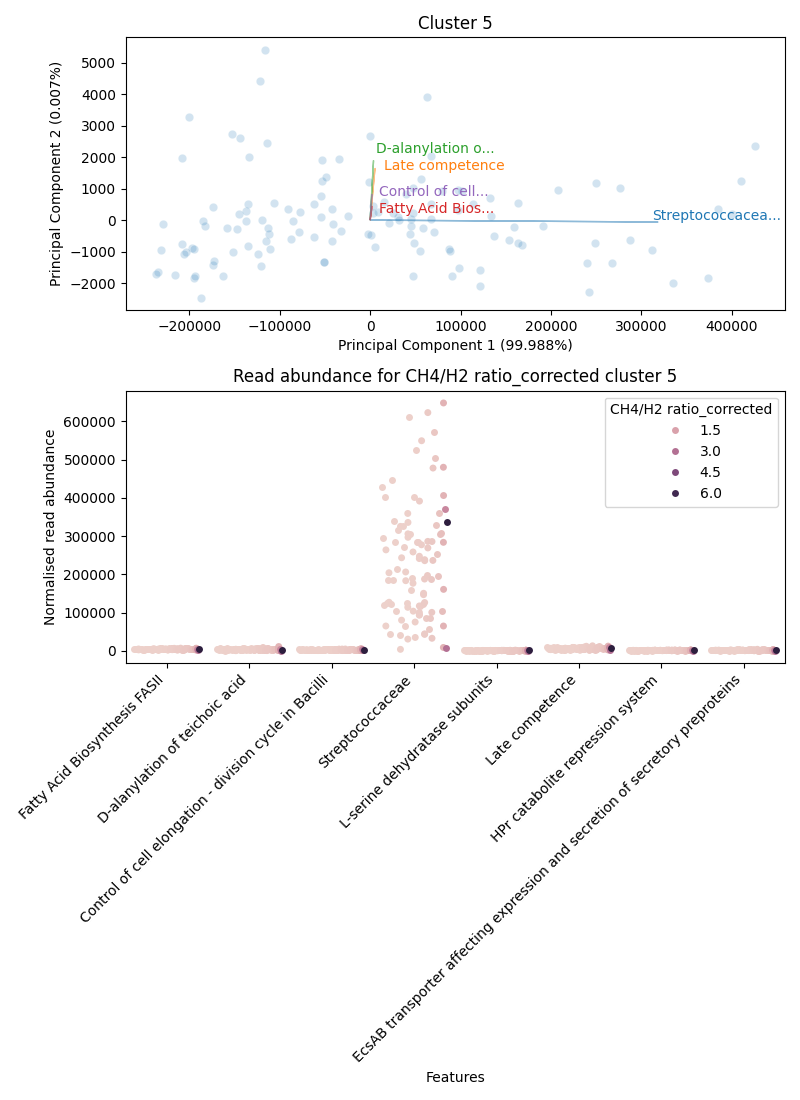 Cluster 5
Principal Component 2 (0.007%)
5000
4000
3000
2000
1000
0
−1000
−2000
D-alanylation o...
Late competence
Control of cell...
Fatty Acid Bios...
Streptococcacea...
−200000
−100000
0
100000
200000
300000
400000
Principal Component 1 (99.988%)
Read abundance for CH4/H2 ratio_corrected cluster 5
Normalised read abundance
600000
500000
400000
300000
200000
100000
0
CH4/H2 ratio_corrected
1.5
3.0
4.5
6.0
Fatty Acid Biosynthesis FASII
D-alanylation of teichoic acid
Control of cell elongation - division cycle in Bacilli
Streptococcaceae
L-serine dehydratase subunits
Late competence
HPr catabolite repression system
EcsAB transporter affecting expression and secretion of secretory preproteins
Features